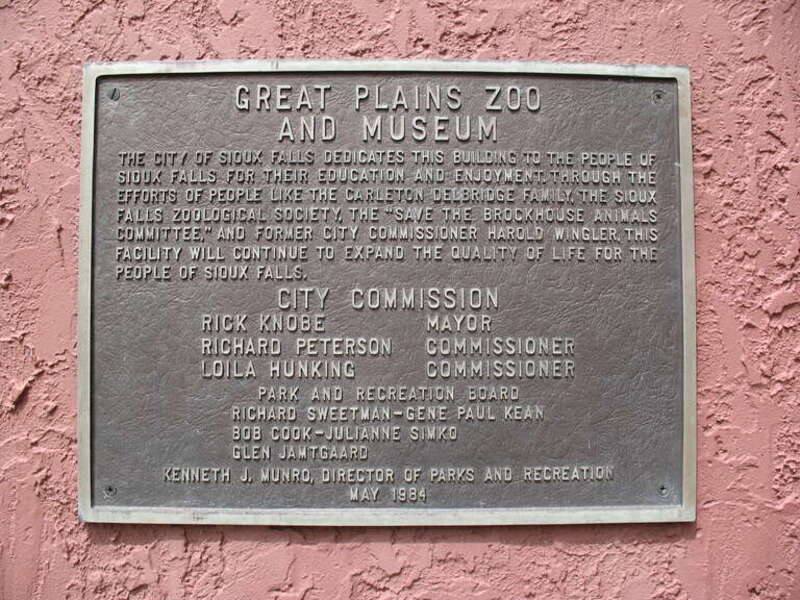 GREAT PLAINS ZOO
AND MUSEUM
THE CITY OF SIOUX FALLS DEDICATES THIS BUILDING TO THE PEOPLE OF
SIOUX FALLS FOR THEIR EDUCATION AND ENJOYMENT. THROUGH THE
EFFORTS OF PEOPLE LIKE THE CARLETON DELBRIDGE FAMILY, THE SIOUX
FALLS ZOOLOGICAL SOCIETY, THE "SAVE THE BROCKHOUSE ANIMALS
COMMITTEE," AND FORMER CITY COMMISSIONER HAROLD WINGLER, THIS
FACILITY WILL CONTINUE TO EXPAND THE QUALITY OF LIFE FOR THE
PEOPLE OF SIOUX FALLS.
CITY COMMISSION
RICK KNOBE MAYOR
RICHARD PETERSON COMMISSIONER
LOILA HUNKING COMMISSIONER
PARK AND RECREATION BOARD
RICHARD SWEETMAN-GENE PAUL KEAN
BOB COOK-JULIANNE SIMKO
GLEN JAMTGAARD
KENNETH J. MUNRO, DIRECTOR OF PARKS AND RECREATION
MAY 1984